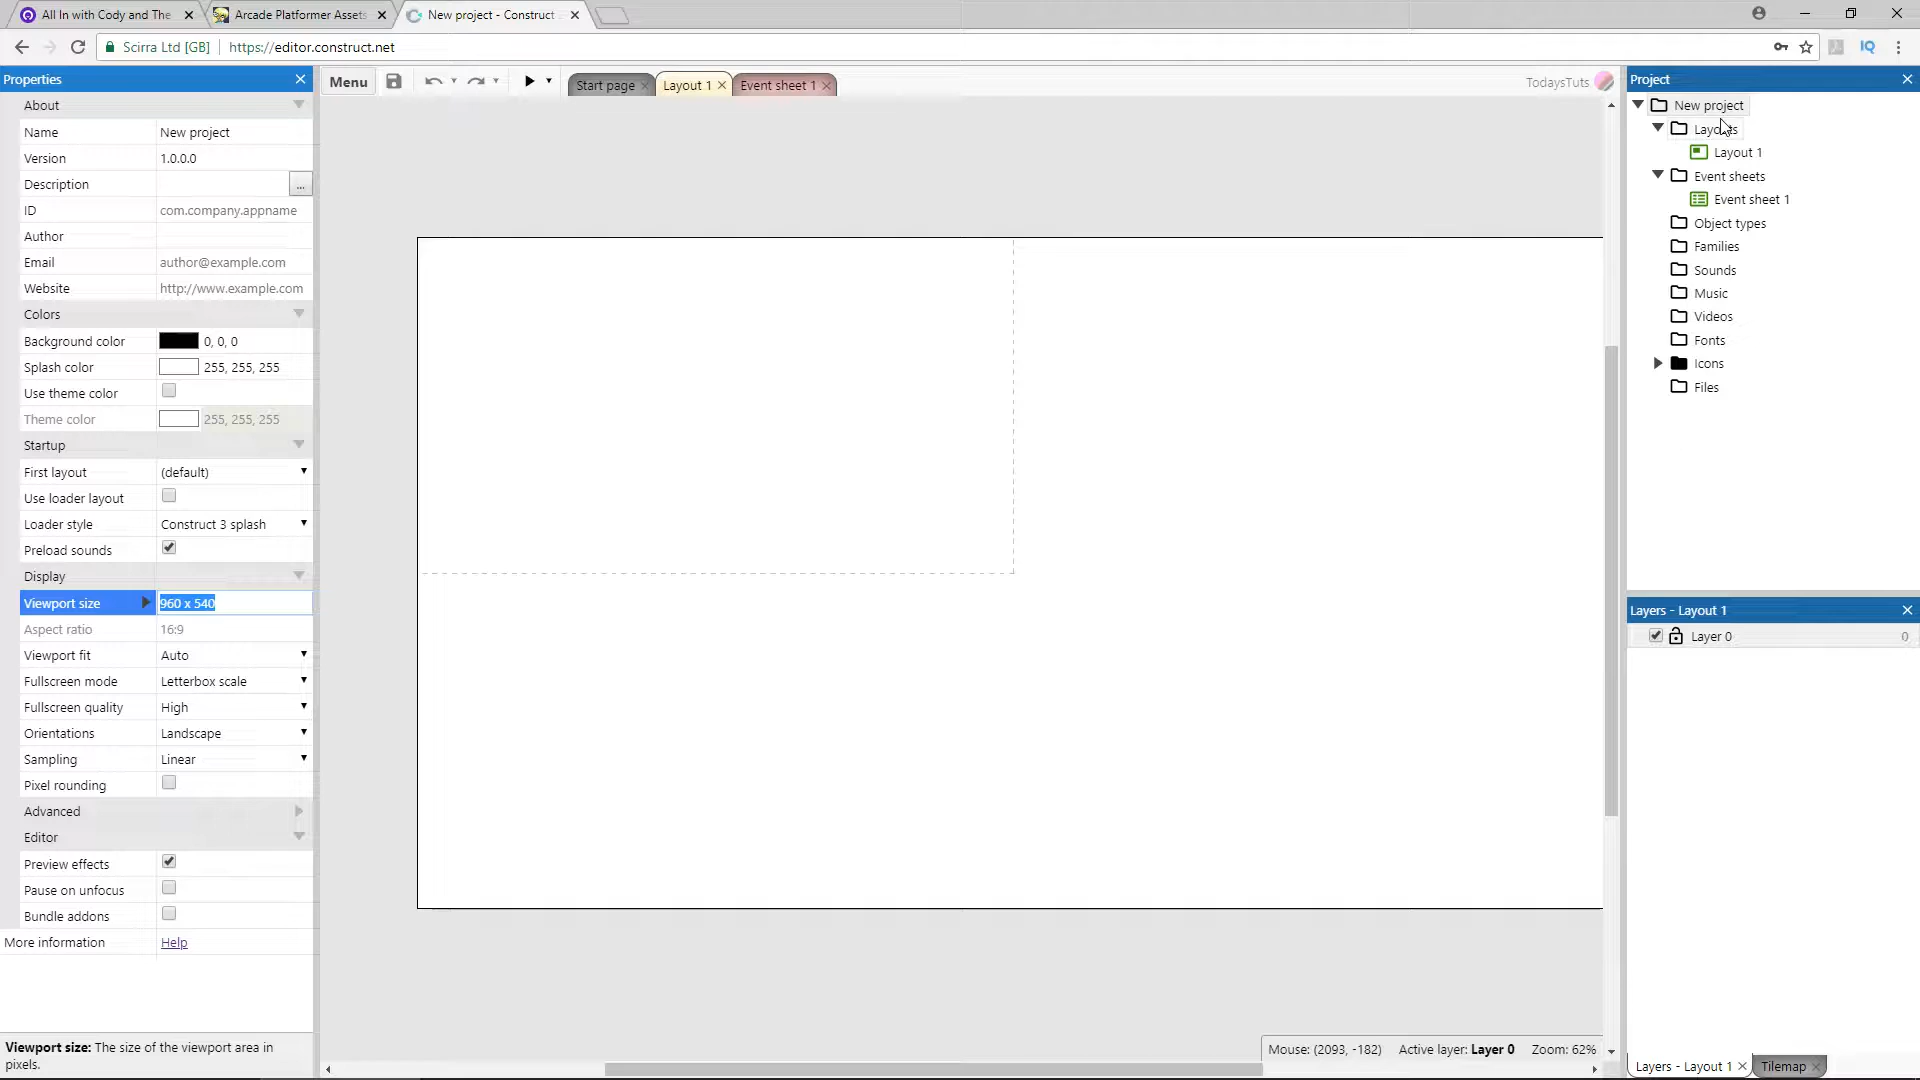 All In with Cody and The
Arcade Platformer Assets
New project - Construct
Scirra Ltd [GB]
https://editor.construct.net
IQ
Properties
Menu
Start page
Layout 1
Event sheet 1
TodaysTuts
Project
About
Name
New project
Version
1.0.0.0
Description
...
ID
com.company.appname
Author
Email
author@example.com
Website
http://www.example.com
Colors
Background color
0, 0, 0
Splash color
255, 255, 255
Use theme color
Theme color
255, 255, 255
Startup
First layout
(default)
Use loader layout
Loader style
Construct 3 splash
Preload sounds
Display
Viewport size
960 x 540
Aspect ratio
16:9
Viewport fit
Auto
Fullscreen mode
Letterbox scale
Fullscreen quality
High
Orientations
Landscape
Sampling
Linear
Pixel rounding
Advanced
Editor
Preview effects
Pause on unfocus
Bundle addons
More information
Help
Viewport size: The size of the viewport area in
pixels.
Mouse: (2093, -182)
Active layer: Layer 0
Zoom: 62%
New project
Layouts
Layout 1
Event sheets
Event sheet 1
Object types
Families
Sounds
Music
Videos
Fonts
Icons
Files
Layers - Layout 1
Layer 0
0
Layers - Layout 1
Tilemap